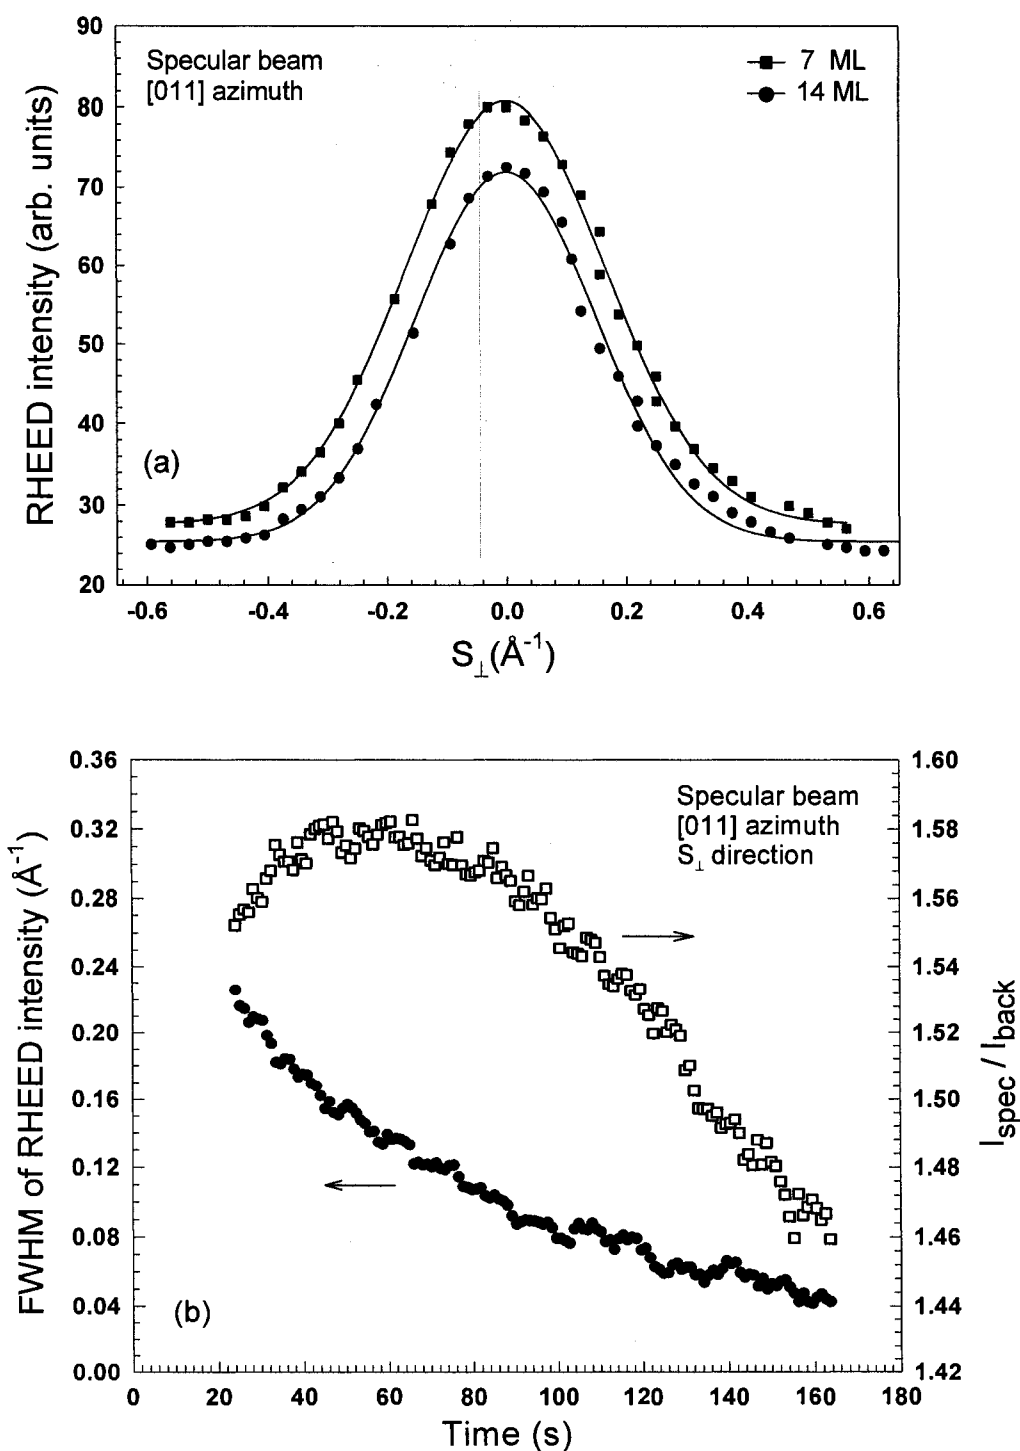 90
80
70
60
50
40
30
20
RHEED intensity (arb. units)
Specular beam
[011] azimuth
7 ML
14 ML
(a)
-0.6 -0.4 -0.2 0.0 0.2 0.4 0.6
S⊥(Å⁻¹)
0.36
0.32
0.28
0.24
0.20
0.16
0.12
0.08
0.04
0.00
FWHM of RHEED intensity (Å⁻¹)
Specular beam
[011] azimuth
S⊥ direction
(b)
1.60
1.58
1.56
1.54
1.52
1.50
1.48
1.46
1.44
1.42
I_spec / I_back
0 20 40 60 80 100 120 140 160 180
Time (s)